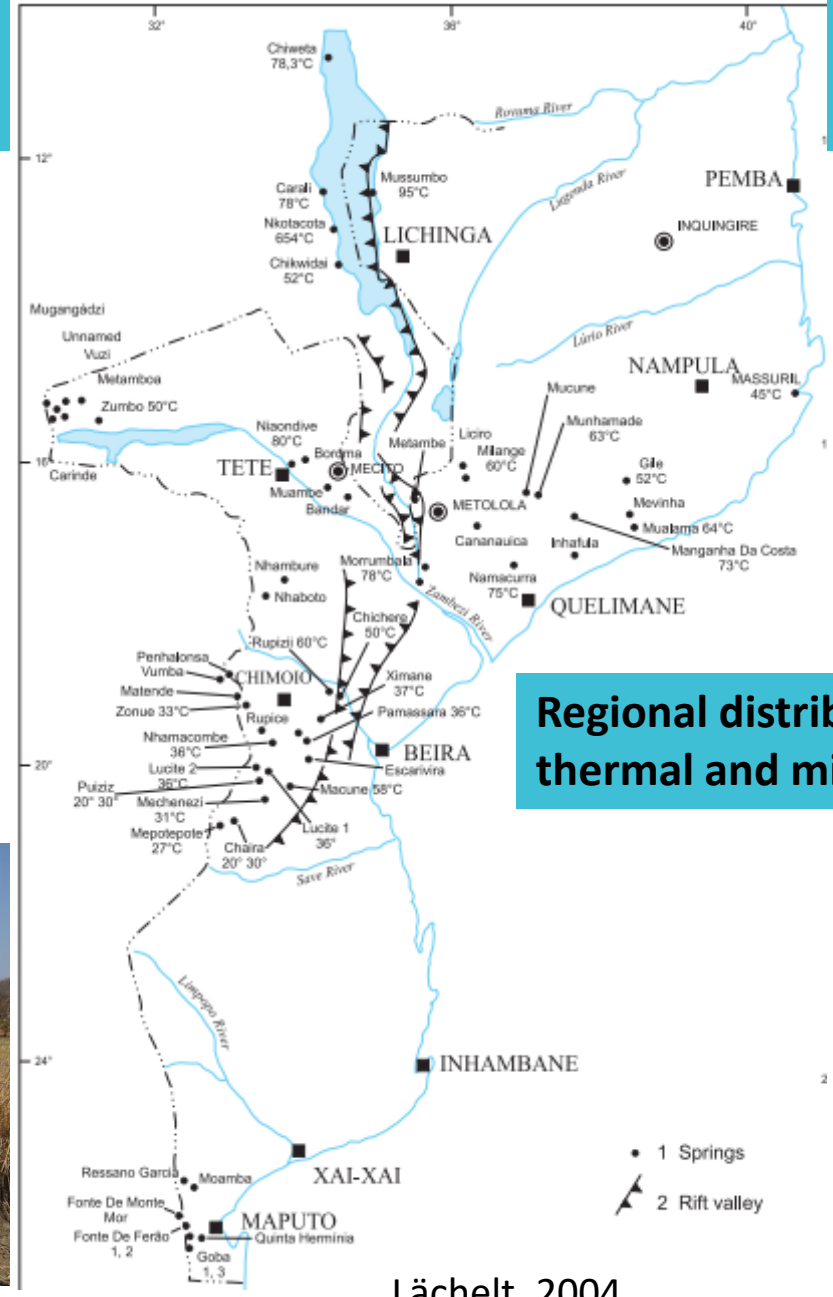 32°
36°
40°
Chiweta
78,3°C
Rovuma River
12°
Lugenda River
PEMBA
Mussumbo
95°C
Carali
78°C
INQUINGIRE
Nkotacota
654°C
LICHINGA
Chikwidai
52°C
Mugangádzi
Unnamed
Vuzi
Lúrio River
Metamboa
NAMPULA
MASSURIL
45°C
Mucune
Zumbo 50°C
Munhamade
63°C
Niaondive
80°C
Metambe
Liciro
Milange
60°C
Boroma
Gile
52°C
16°
TETE
MECITO
Carinde
Muambe
Bandar
METOLOLA
Mevinha
Mualama 64°C
Cananauica
Inhafula
Manganha Da Costa
73°C
Morrumbala
78°C
Nhambure
Namacurra
75°C
Nhaboto
Zambezi River
QUELIMANE
Chichere
50°C
Rupizii 60°C
Penhalonsa
Vumba
CHIMOIO
Ximane
37°C
Matende
Zonue 33°C
Rupice
Pamassara 36°C
Regional distrib
thermal and mi
Nhamacombe
36°C
BEIRA
20°
Lucite 2
36°C
Escarivira
Puiziz
20° 30°
Macune 58°C
Mechenezi
31°C
Mepotepote
27°C
Lucite 1
36°
Chaira
20° 30°
Save River
Limpopo River
24°
INHAMBANE
1 Springs
XAI-XAI
Ressano Garcia
Moamba
2 Rift valley
Fonte De Monte
Mor
MAPUTO
Fonte De Ferão
1, 2
Quinta Hermínia
Goba
1, 3
Lächelt, 2004